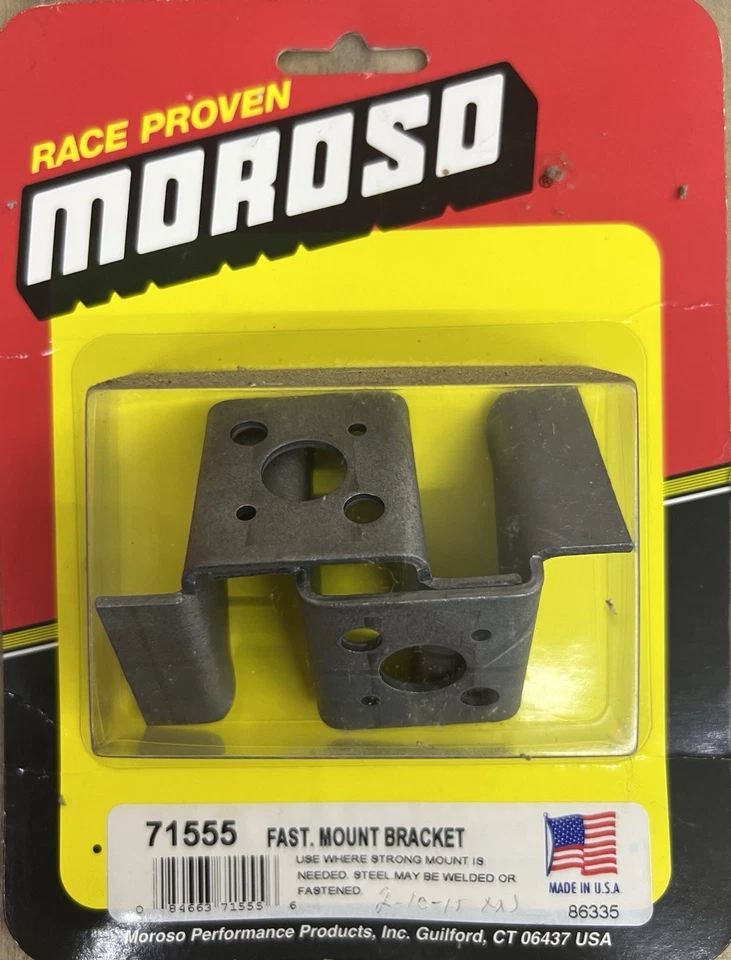 RACE PROVEN
MOROSO
®
71555 FAST. MOUNT BRACKET
USE WHERE STRONG MOUNT IS
NEEDED. STEEL MAY BE WELDED OR
FASTENED.
0 84663 71555 6
MADE IN U.S.A
86335
Moroso Performance Products, Inc. Guilford, CT 06437 USA